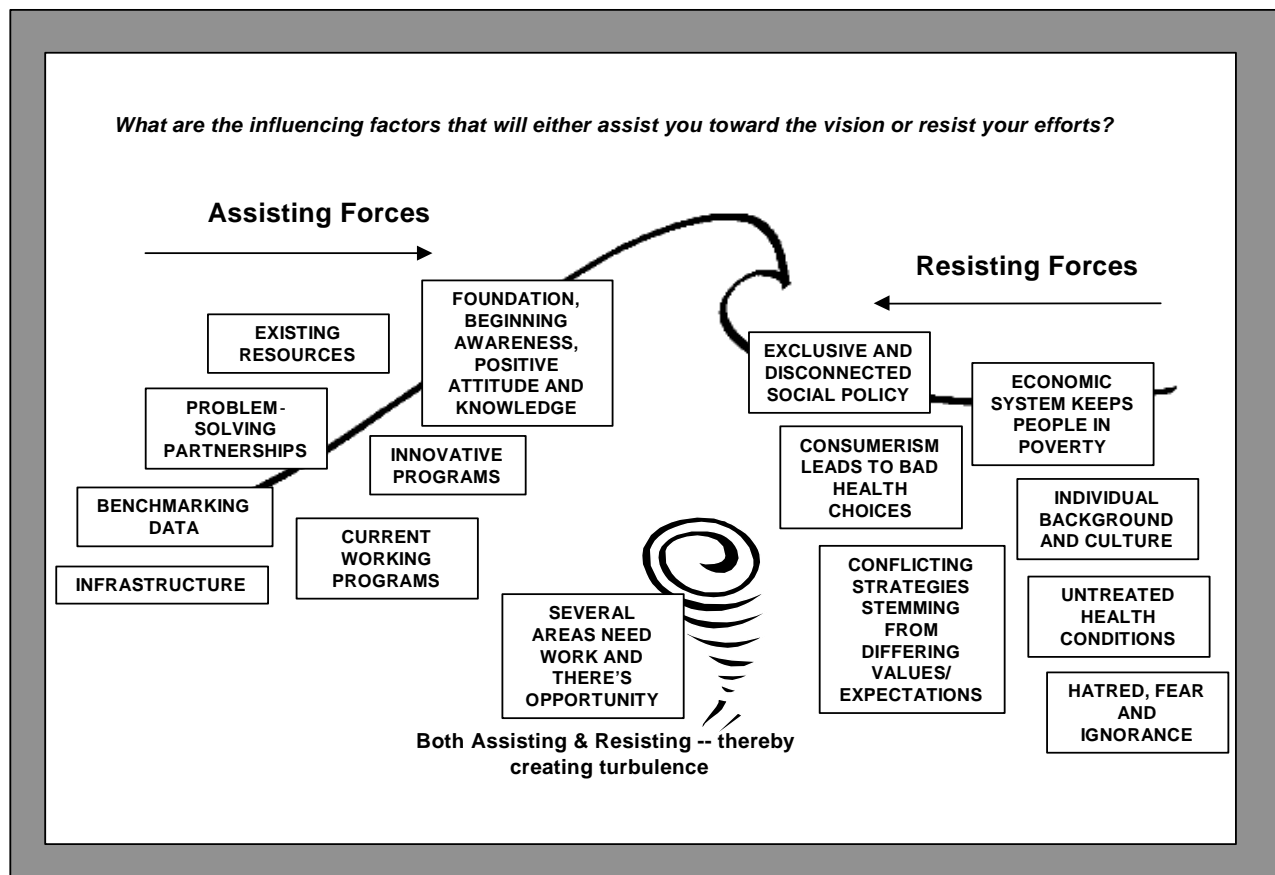 What are the influencing factors that will either assist you toward the vision or resist your efforts?
Assisting Forces
EXISTING
RESOURCES
FOUNDATION,
BEGINNING
AWARENESS,
POSITIVE
ATTITUDE AND
KNOWLEDGE
PROBLEM-
SOLVING
PARTNERSHIPS
INNOVATIVE
PROGRAMS
BENCHMARKING
DATA
CURRENT
WORKING
PROGRAMS
INFRASTRUCTURE
SEVERAL
AREAS NEED
WORK AND
THERE’S
OPPORTUNITY
Both Assisting & Resisting -- thereby
creating turbulence
Resisting Forces
EXCLUSIVE AND
DISCONNECTED
SOCIAL POLICY
ECONOMIC
SYSTEM KEEPS
PEOPLE IN
POVERTY
CONSUMERISM
LEADS TO BAD
HEALTH
CHOICES
INDIVIDUAL
BACKGROUND
AND CULTURE
CONFLICTING
STRATEGIES
STEMMING
FROM
DIFFERING
VALUES/
EXPECTATIONS
UNTREATED
HEALTH
CONDITIONS
HATRED, FEAR
AND
IGNORANCE